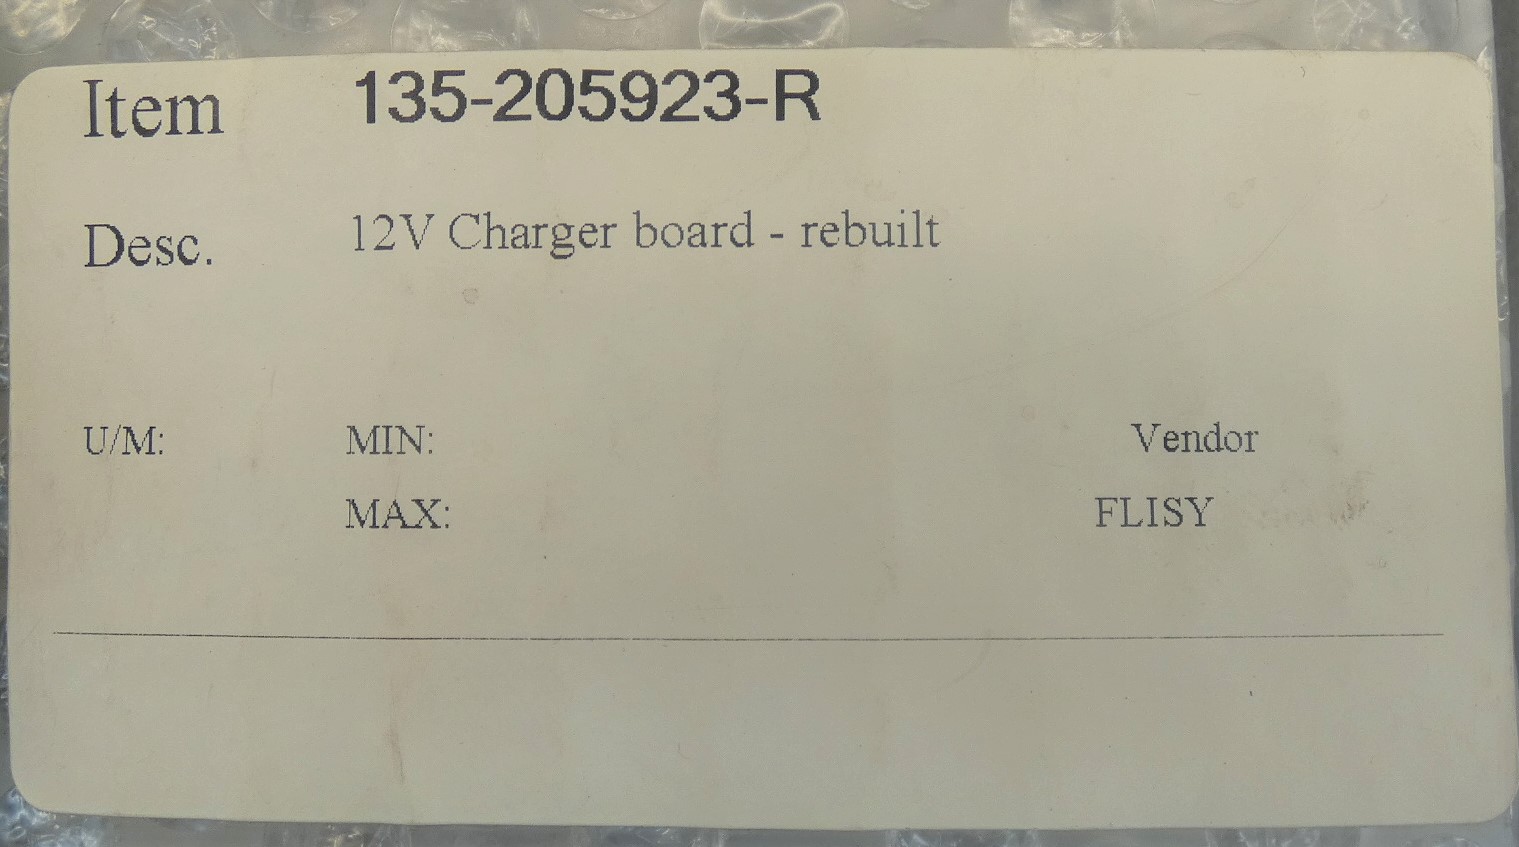 Item 135-205923-R
Desc. 12V Charger board - rebuilt
U/M: MIN: Vendor
MAX: FLISY